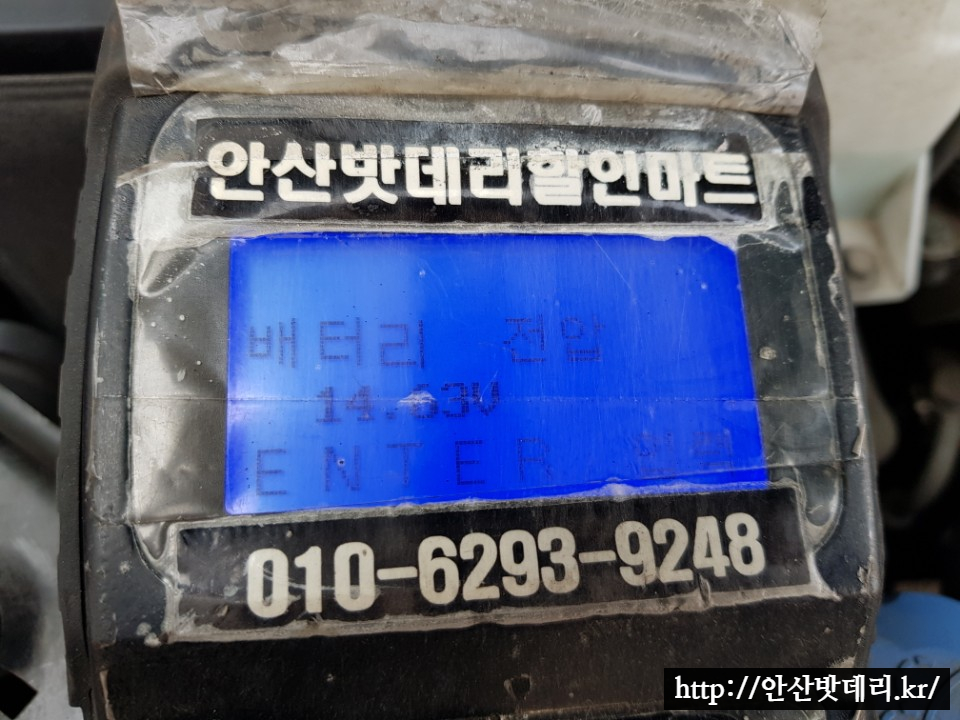 안산밧데리할인마트
배터리 전압
14.63V
ENTER
010-6293-9248
http://안산밧데리.kr/